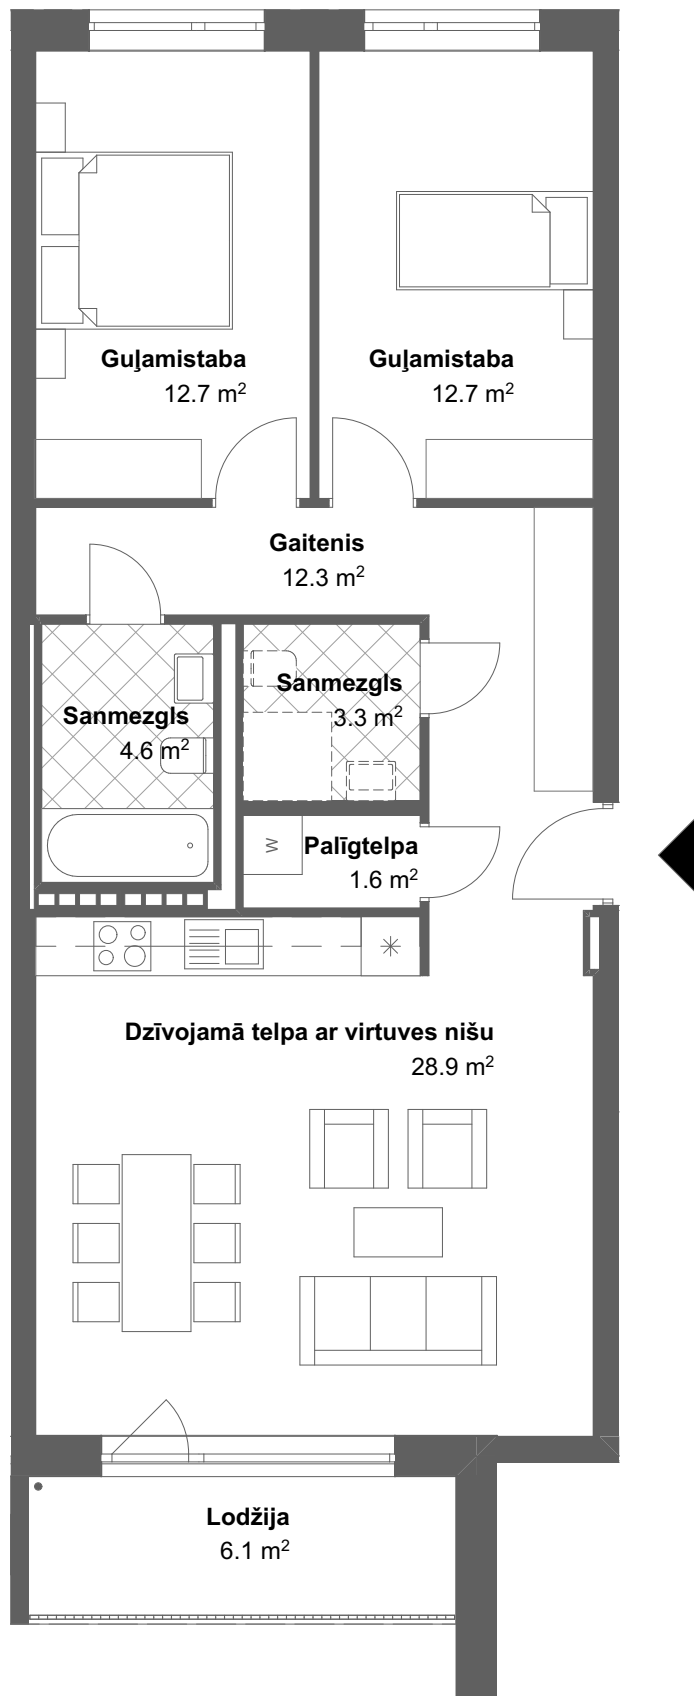 Guļamistaba
12.7 m²
Guļamistaba
12.7 m²
Gaitenis
12.3 m²
Sanmezgls
3.3 m²
Sanmezgls
4.6 m²
W
Palīgtelpa
1.6 m²
Dzīvojamā telpa ar virtuves nišu
28.9 m²
Lodžija
6.1 m²